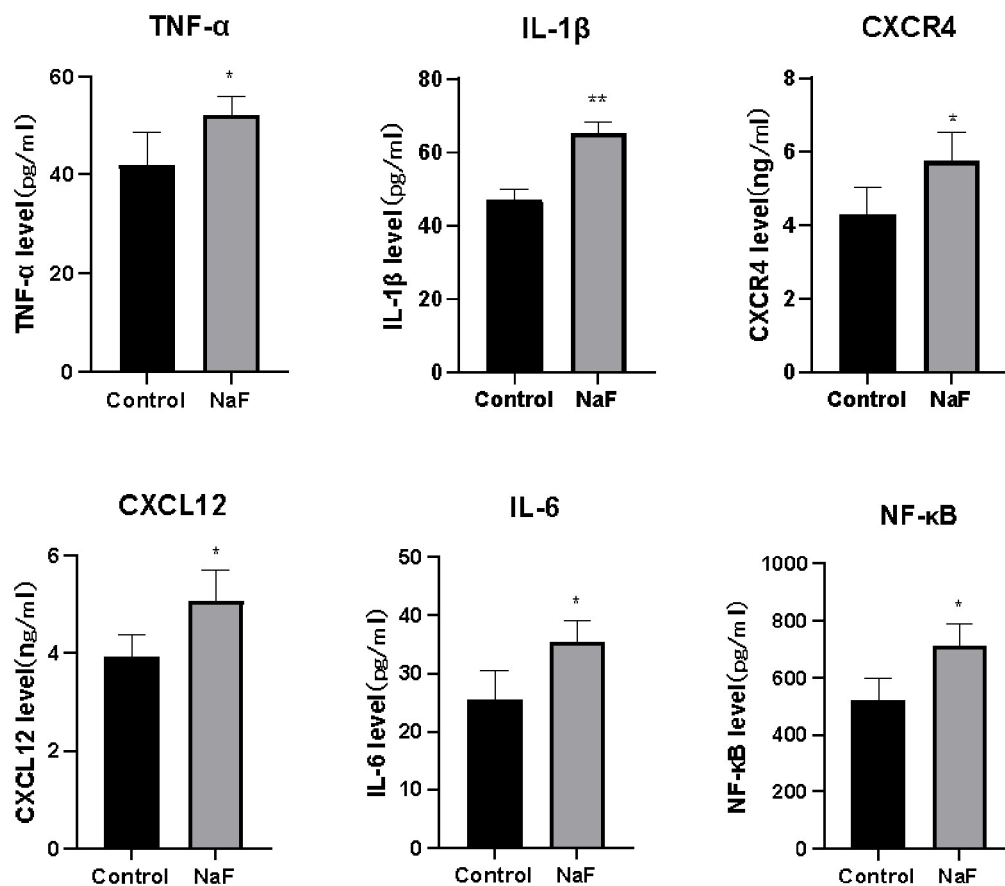 TNF-α
TNF-α level(pg/ml)
60
40
20
0
*
Control NaF
IL-1β
IL-1β level(pg/ml)
80
60
40
20
0
**
Control NaF
CXCR4
CXCR4 level(ng/ml)
8
6
4
2
0
*
Control NaF
CXCL12
CXCL12 level(ng/ml)
6
4
2
0
*
Control NaF
IL-6
IL-6 level(pg/ml)
50
40
30
20
10
0
*
Control NaF
NF-κB
NF-κB level(pg/ml)
1000
800
600
400
200
0
*
Control NaF